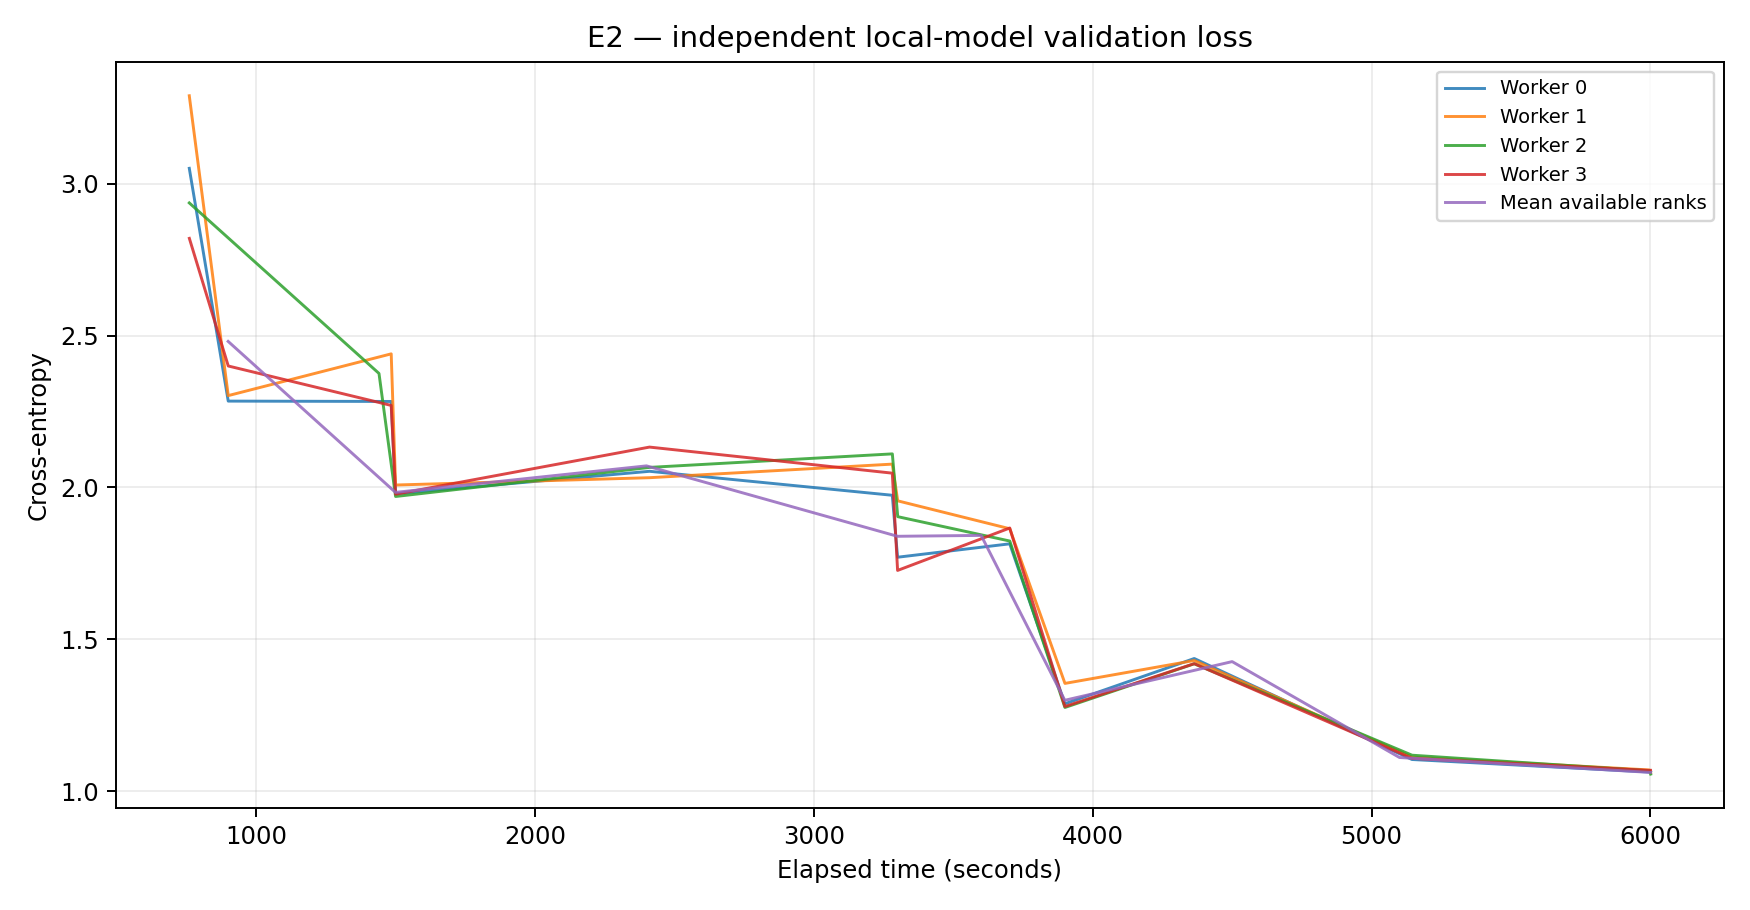 E2 — independent local-model validation loss
Worker 0
Worker 1
Worker 2
Worker 3
Mean available ranks
Cross-entropy
3.0
2.5
2.0
1.5
1.0
1000 2000 3000 4000 5000 6000
Elapsed time (seconds)